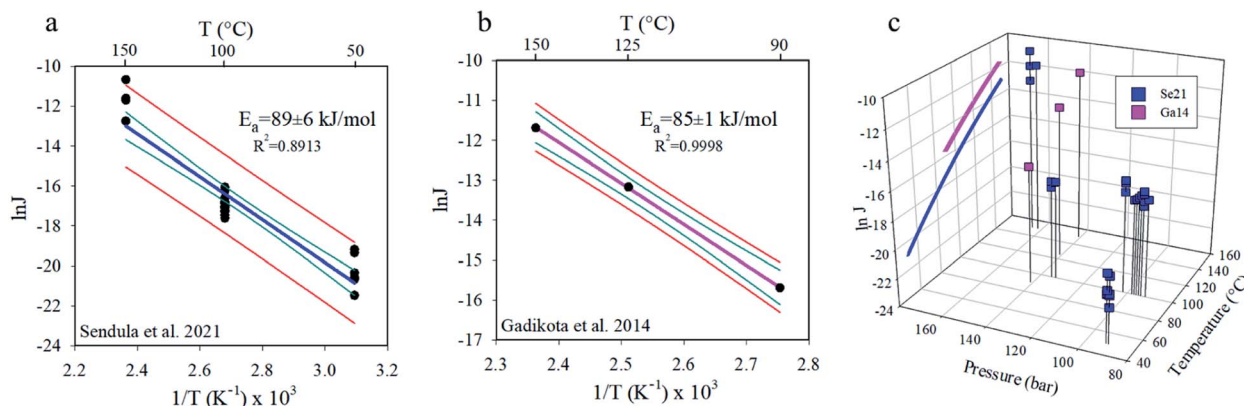 a
T (°C)
150 100 50
-10
-12
-14
-16
-18
-20
-22
-24
lnJ
Eₐ=89±6 kJ/mol
R²=0.8913
Sendula et al. 2021
2.2 2.4 2.6 2.8 3.0 3.2
1/T (K⁻¹) x 10³
b
T (°C)
150 125 90
-10
-11
-12
-13
-14
-15
-16
-17
lnJ
Eₐ=85±1 kJ/mol
R²=0.9998
Gadikota et al. 2014
2.3 2.4 2.5 2.6 2.7 2.8
1/T (K⁻¹) x 10³
c
Se21
Ga14
-10
-12
-14
-16
-18
-20
-22
-24
ln J
160 140 120 100 80
Pressure (bar)
40 60 80 100 120 140 160
Temperature (°C)